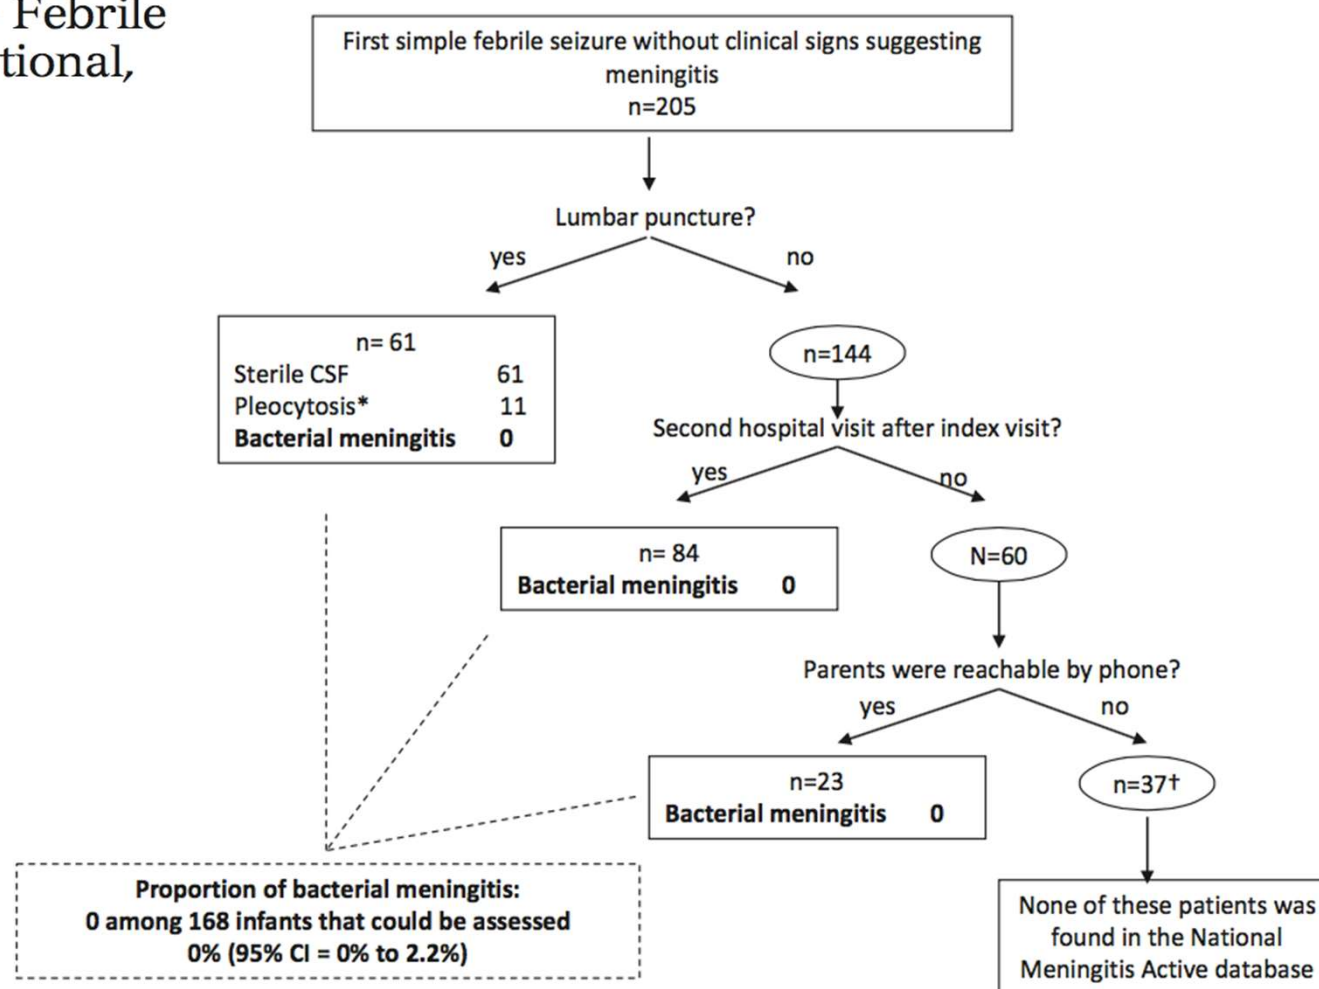 Febrile
tional,
First simple febrile seizure without clinical signs suggesting
meningitis
n=205
Lumbar puncture?
yes
no
n= 61
Sterile CSF 61
Pleocytosis* 11
Bacterial meningitis 0
n=144
Second hospital visit after index visit?
yes
no
n= 84
Bacterial meningitis 0
N=60
Parents were reachable by phone?
yes
no
n=23
Bacterial meningitis 0
n=37†
Proportion of bacterial meningitis:
0 among 168 infants that could be assessed
0% (95% CI = 0% to 2.2%)
None of these patients was
found in the National
Meningitis Active database